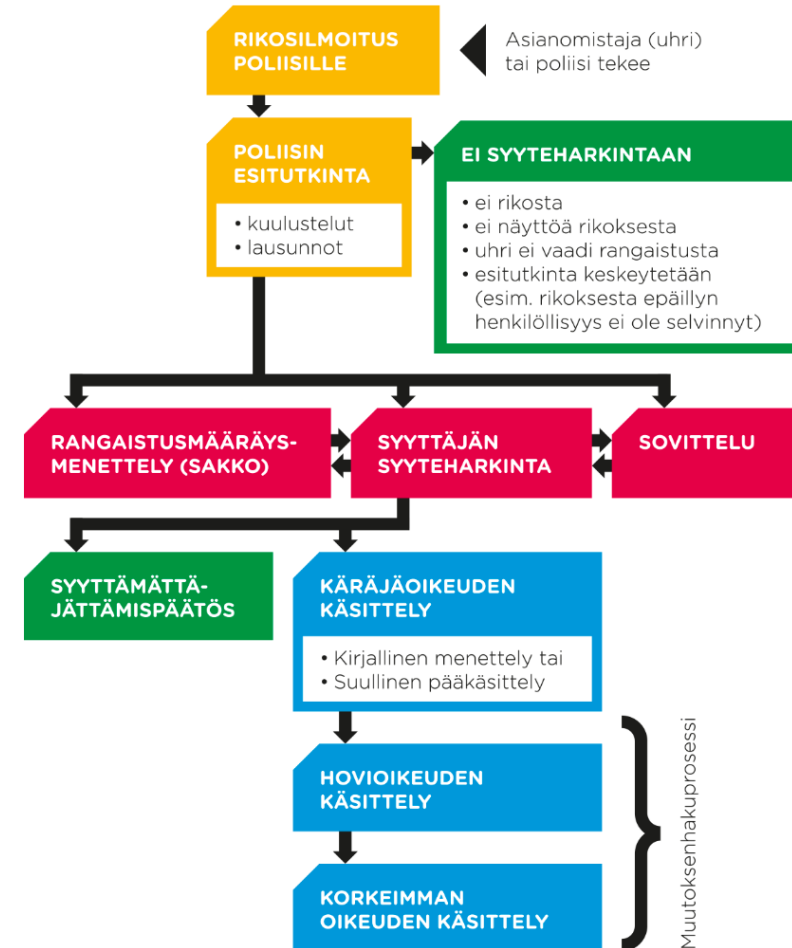 RIKOSILMOITUS
POLIISILLE
Asianomistaja (uhri)
tai poliisi tekee
POLIISIN
ESITUTKINTA
• kuulustelut
• lausunnot
EI SYYTEHARKINTAAN
• ei rikosta
• ei näyttöä rikoksesta
• uhri ei vaadi rangaistusta
• esitutkinta keskeytetään
(esim. rikoksesta epäillyn
henkilöllisyys ei ole selvinnyt)
RANGAISTUSMÄÄRÄYS-
MENETTELY (SAKKO)
SYYTTÄJÄN
SYYTEHARKINTA
SOVITTELU
SYYTTÄMÄTTÄ-
JÄTTÄMISPÄÄTÖS
KÄRÄJÄOIKEUDEN
KÄSITTELY
• Kirjallinen menettely tai
• Suullinen pääkäsittely
HOVIOIKEUDEN
KÄSITTELY
KORKEIMMAN
OIKEUDEN KÄSITTELY
Muutoksenhakuprosessi